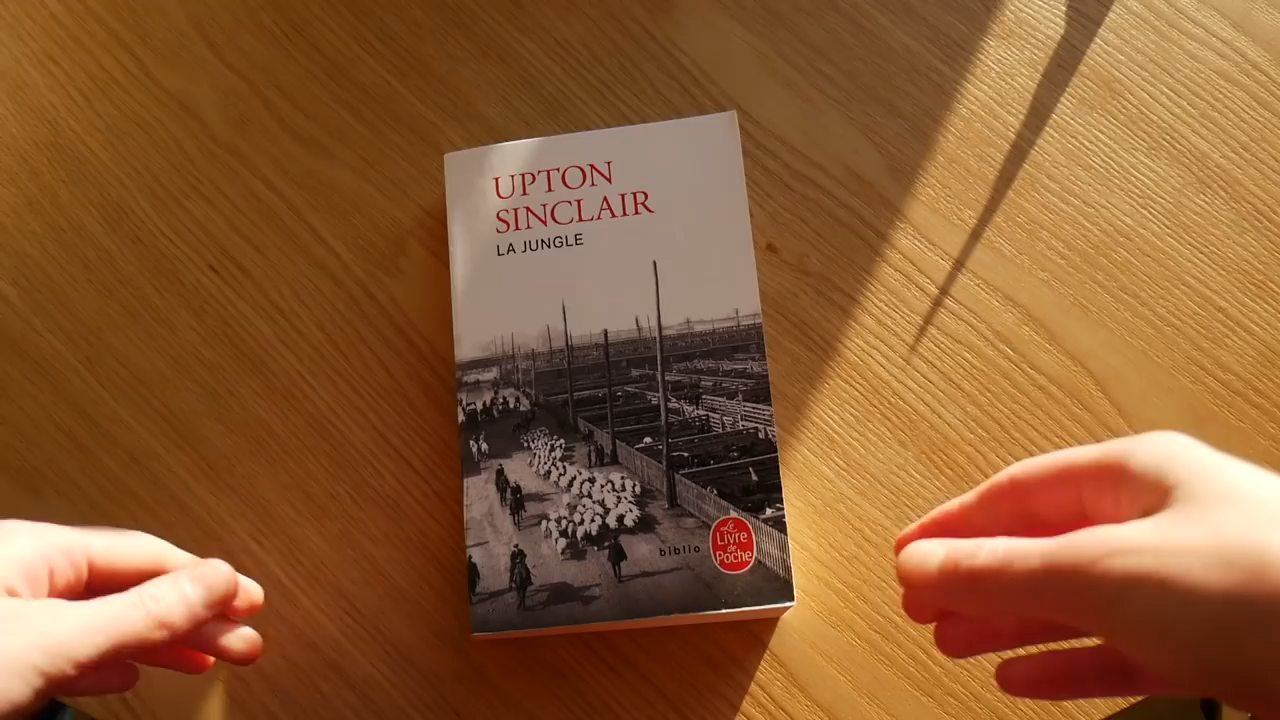 UPTON
SINCLAIR
LA JUNGLE
biblio
Le
Livre
de
Poche